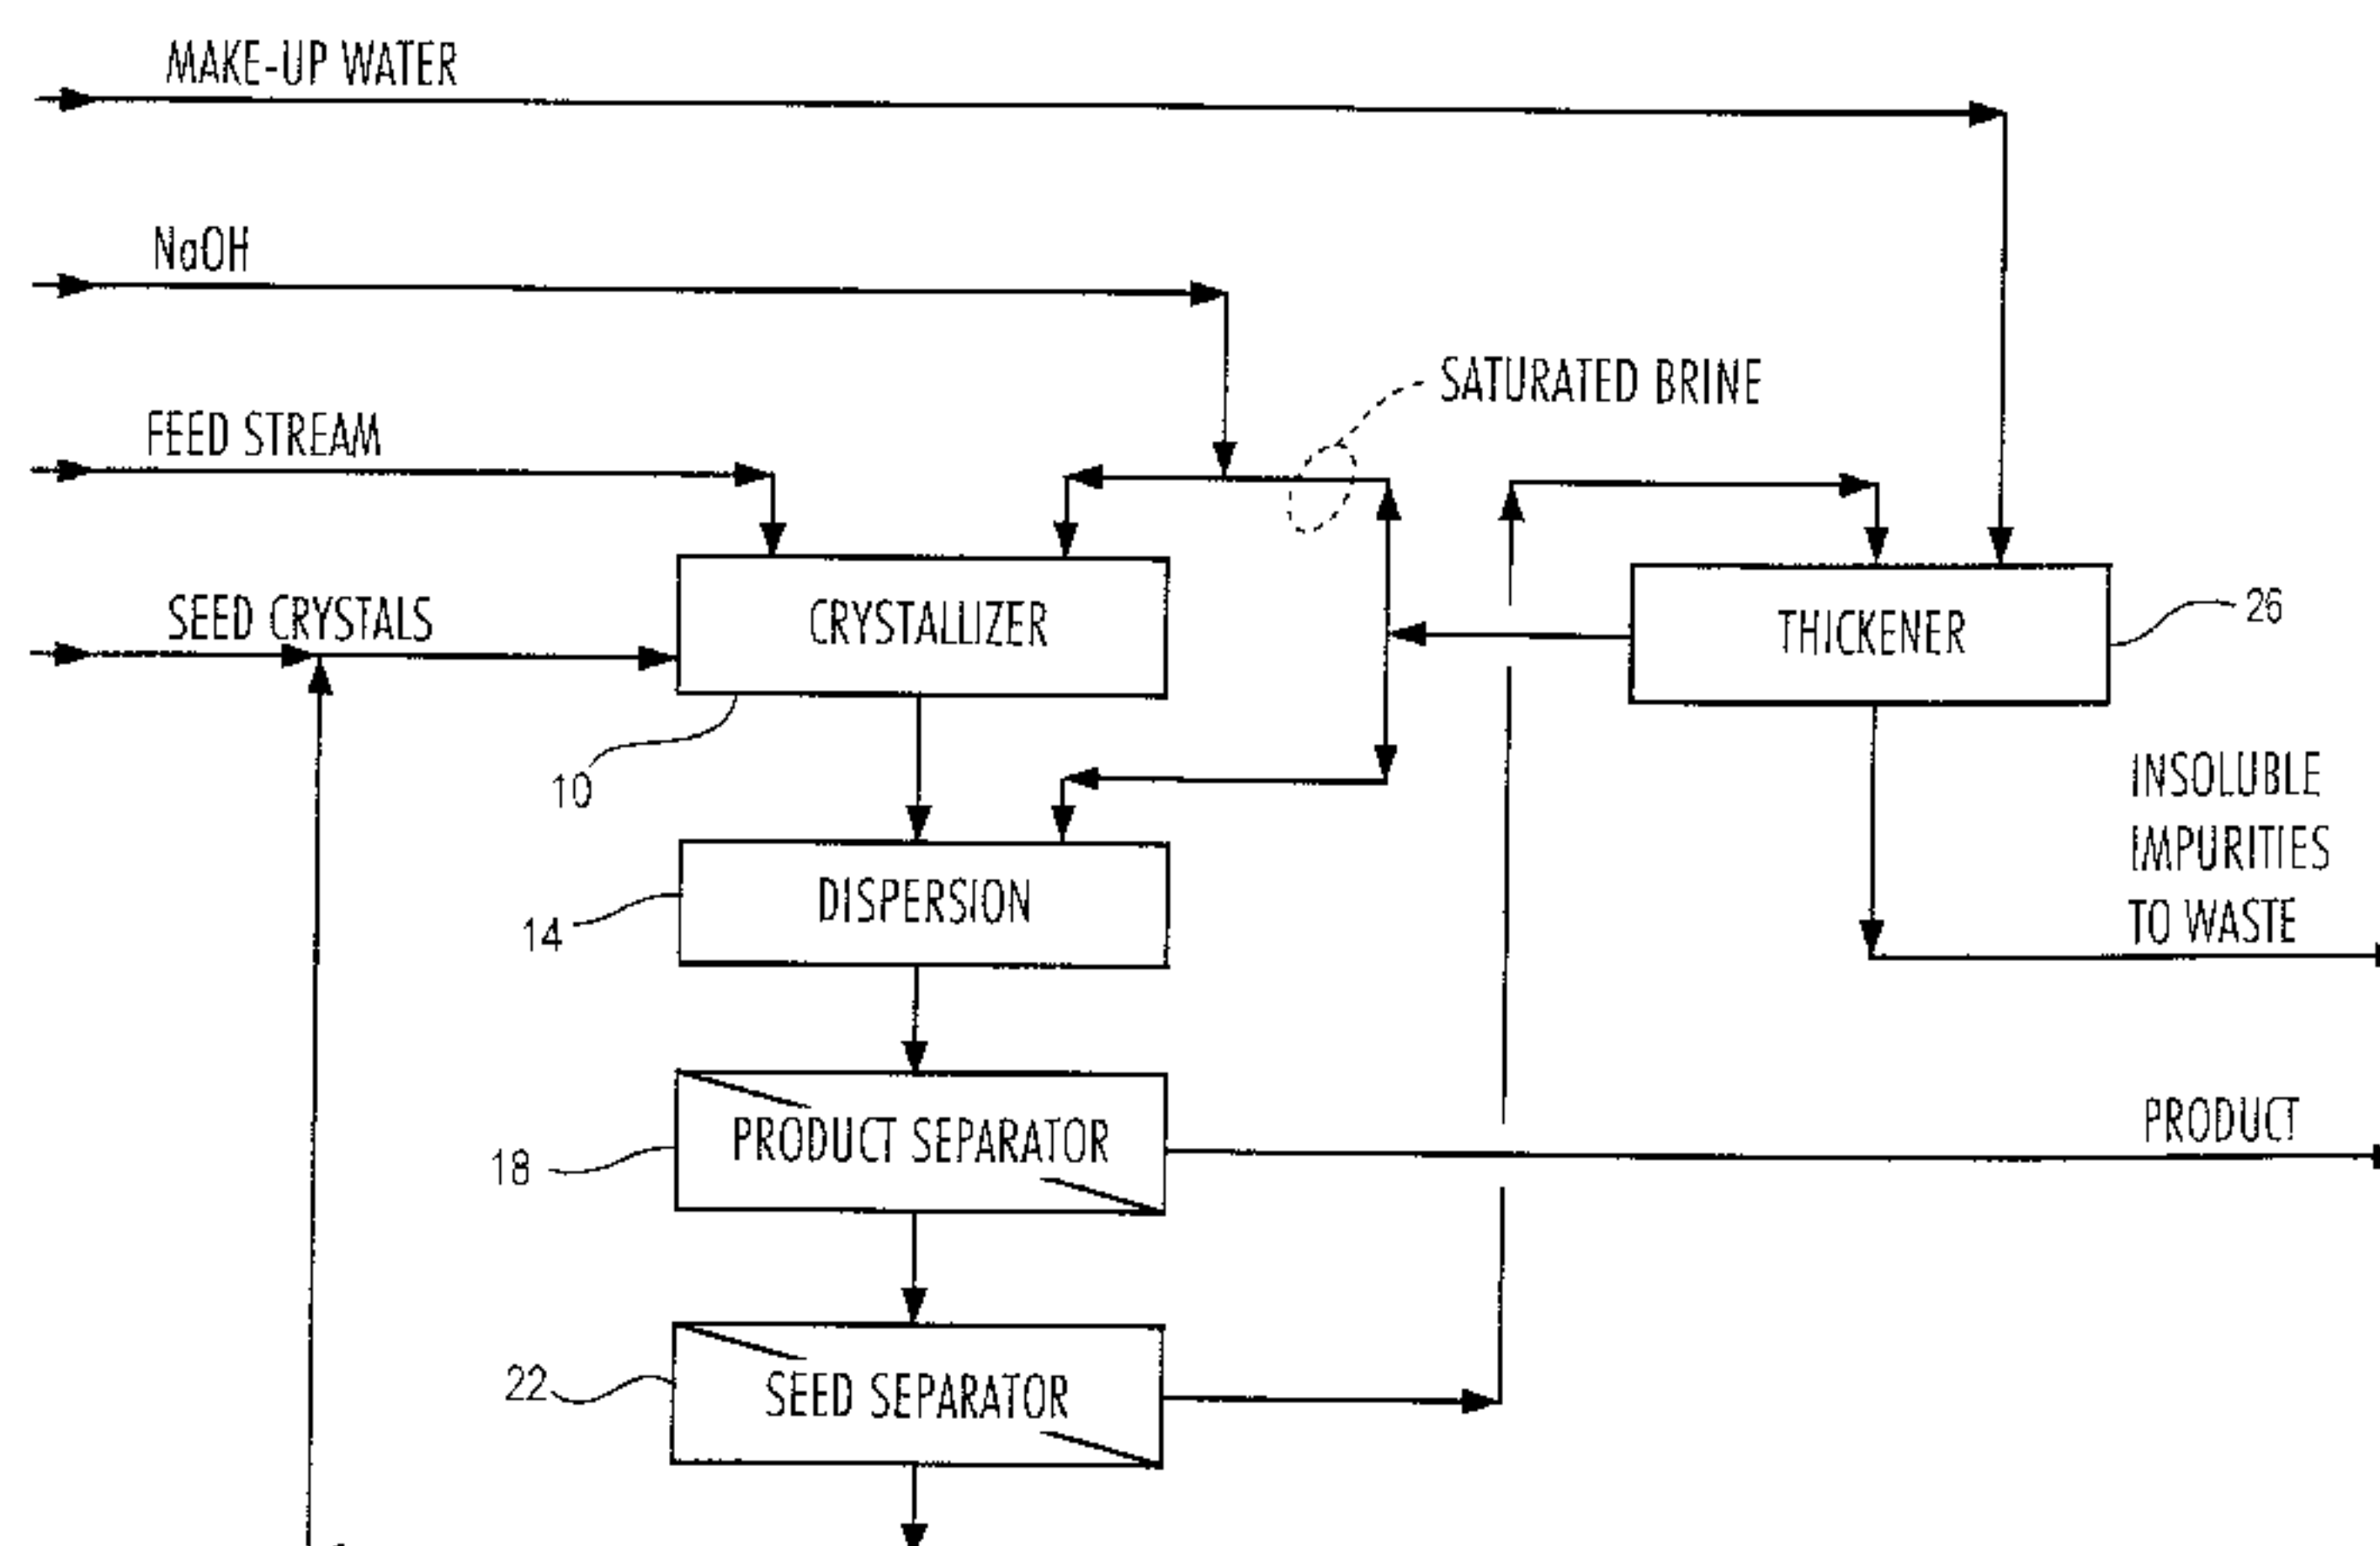 MAKE-UP WATER
NaOH
SATURATED BRINE
FEED STREAM
SEED CRYSTALS
CRYSTALLIZER
THICKENER
26
10
INSOLUBLE
IMPURITIES
TO WASTE
DISPERSION
14
PRODUCT SEPARATOR
18
PRODUCT
SEED SEPARATOR
22